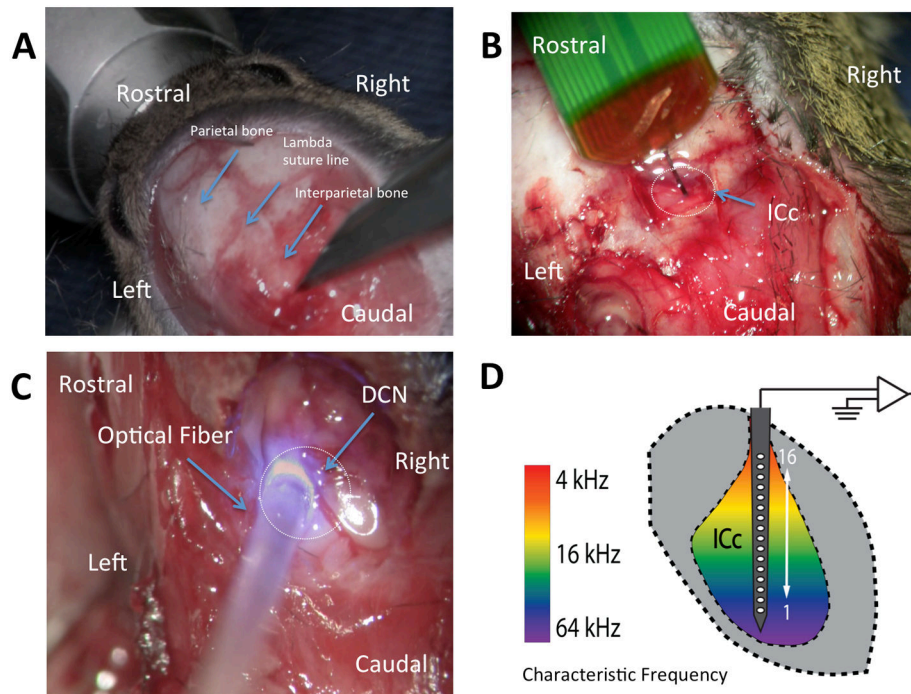 A
Rostral
Right
Parietal bone
Lambda
suture line
Interparietal bone
Left
Caudal
B
Rostral
Right
ICc
Left
Caudal
C
Rostral
DCN
Optical Fiber
Right
Left
Caudal
D
4 kHz
16 kHz
64 kHz
16
ICc
1
Characteristic Frequency